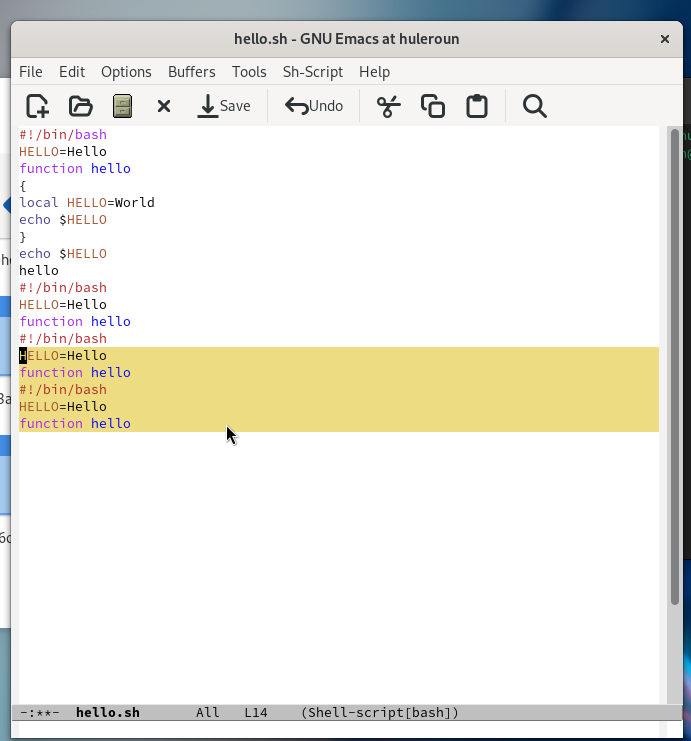 hello.sh - GNU Emacs at huleroun ×
File Edit Options Buffers Tools Sh-Script Help
Save Undo
#!/bin/bash
HELLO=Hello
function hello
{
local HELLO=World
echo $HELLO
}
echo $HELLO
hello
#!/bin/bash
HELLO=Hello
function hello
#!/bin/bash
HELLO=Hello
function hello
#!/bin/bash
HELLO=Hello
function hello
-:**- hello.sh All L14 (Shell-script[bash])